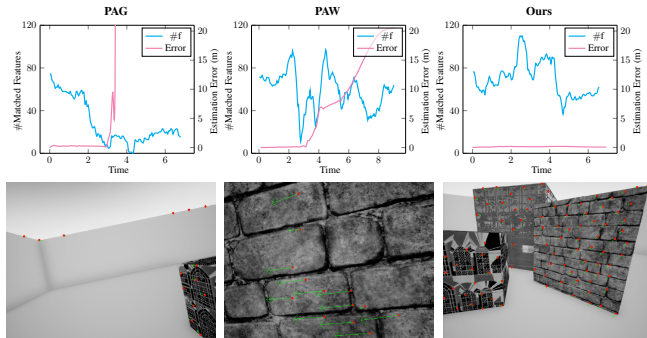 PAG
#f
Error
120
80
40
0
20
15
10
5
0
#Matched Features
Estimation Error (m)
0 2 4 6
Time
PAW
#f
Error
120
80
40
0
20
15
10
5
0
#Matched Features
Estimation Error (m)
0 2 4 6 8
Time
Ours
#f
Error
120
80
40
0
20
15
10
5
0
#Matched Features
Estimation Error (m)
0 2 4 6
Time